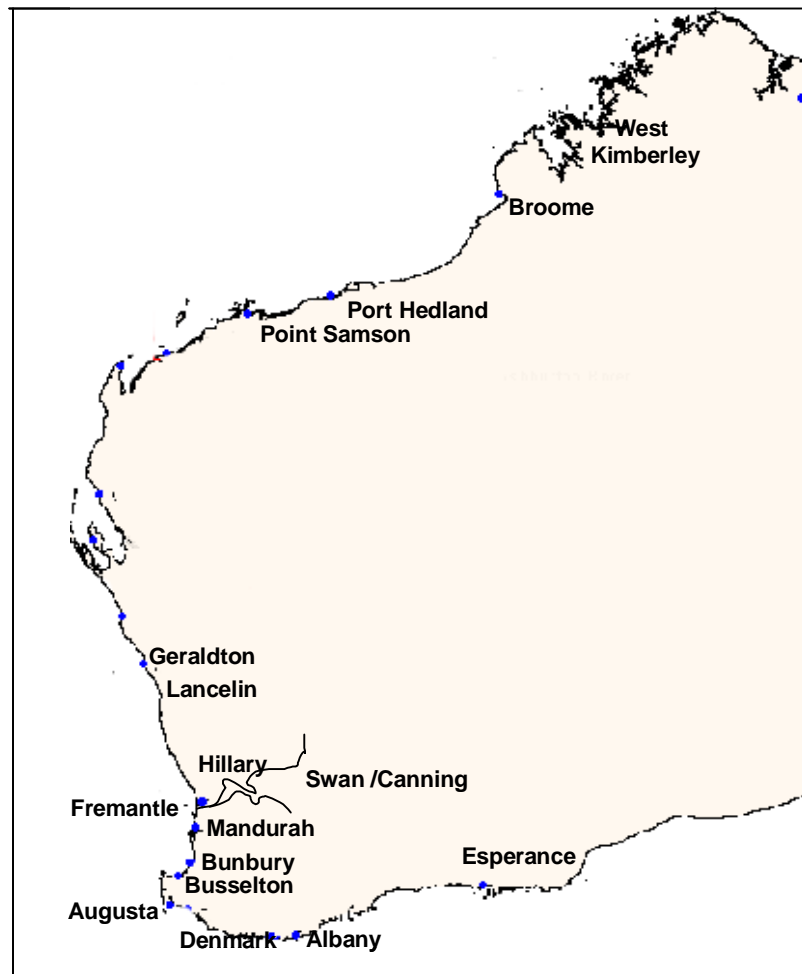 West
Kimberley
Broome
Port Hedland
Point Samson
Geraldton
Lancelin
Hillary
Swan /Canning
Fremantle
Mandurah
Bunbury
Esperance
Busselton
Augusta
Denmark
Albany